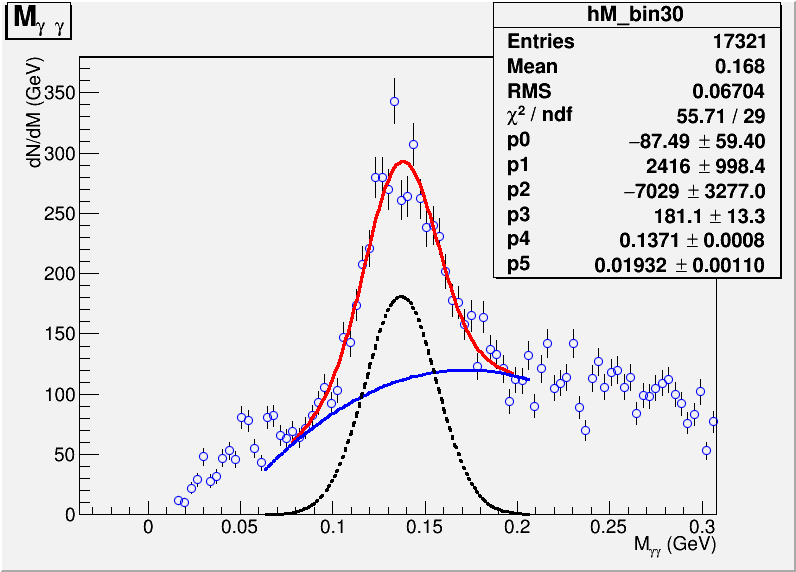 M γ γ
hM_bin30
Entries 17321
Mean 0.168
RMS 0.06704
χ² / ndf 55.71 / 29
p0 −87.49 ± 59.40
p1 2416 ± 998.4
p2 −7029 ± 3277.0
p3 181.1 ± 13.3
p4 0.1371 ± 0.0008
p5 0.01932 ± 0.00110
dN/dM (GeV)
350
300
250
200
150
100
50
0
0 0.05 0.1 0.15 0.2 0.25 0.3
Mγγ (GeV)